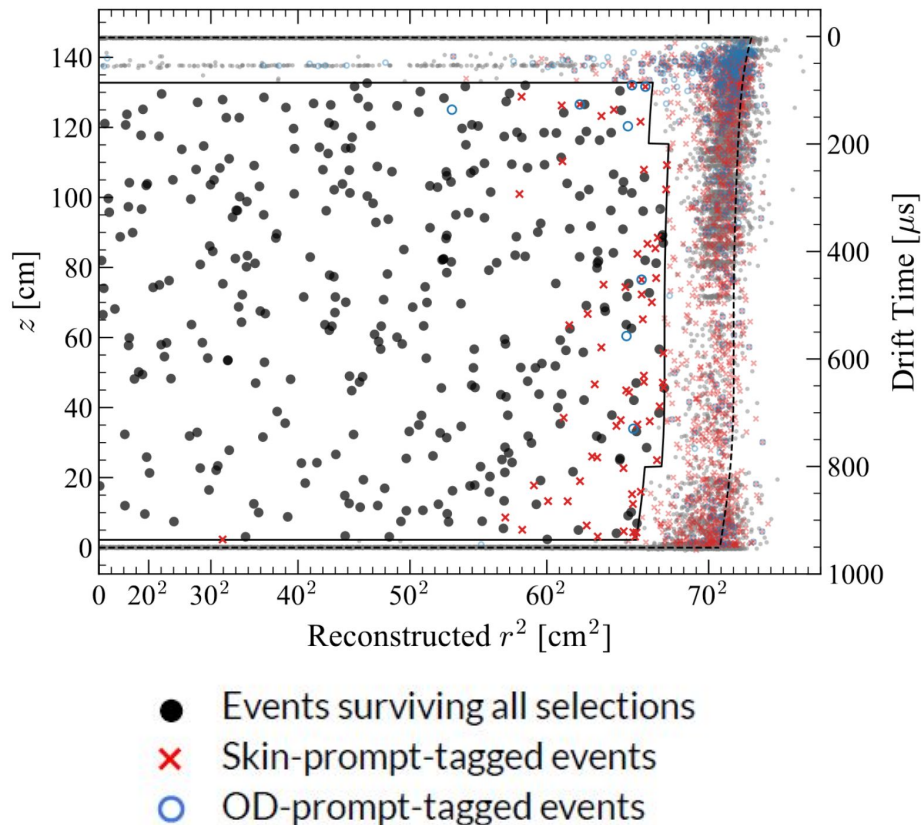 140
120
100
80
60
40
20
0
z [cm]
0
200
400
600
800
1000
Drift Time [μs]
0 20² 30² 40² 50² 60² 70²
Reconstructed r² [cm²]
Events surviving all selections
Skin-prompt-tagged events
OD-prompt-tagged events